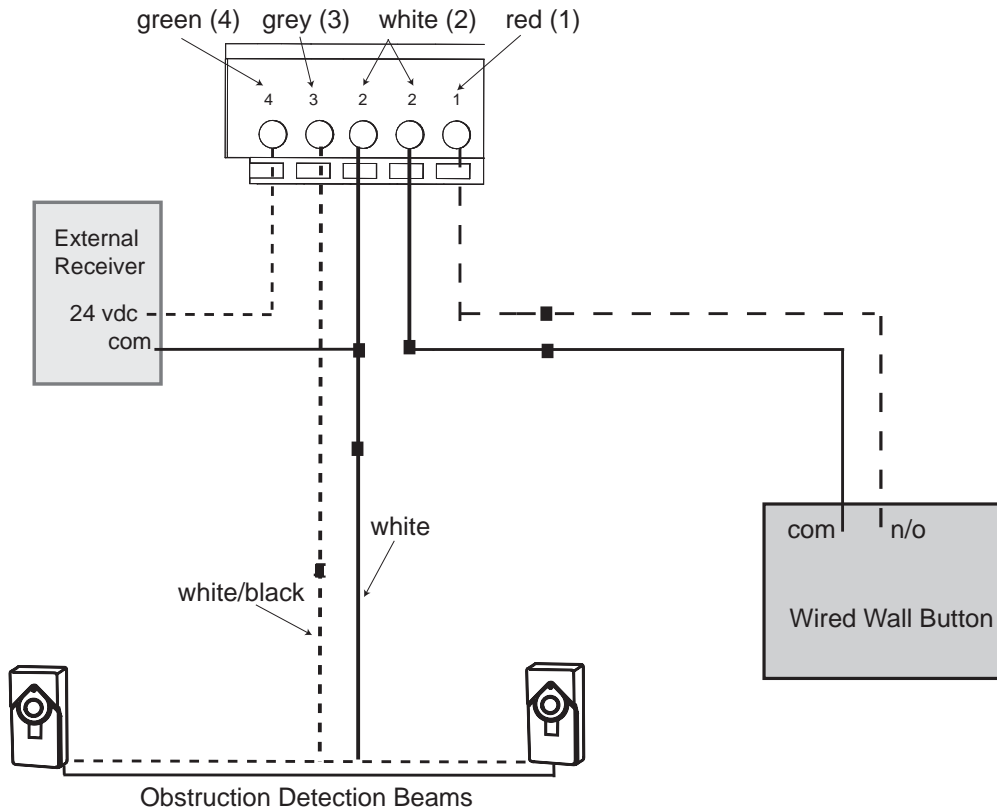 green (4) grey (3) white (2) red (1)
4 3 2 2 1
External
Receiver
24 vdc
com
white
white/black
com n/o
Wired Wall Button
Obstruction Detection Beams